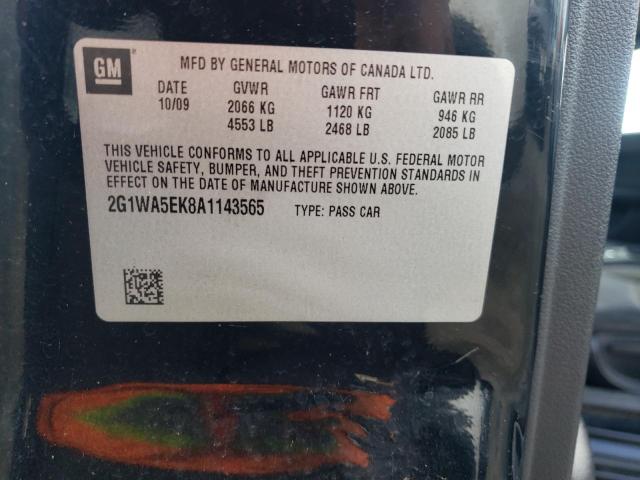 GM
MFD BY GENERAL MOTORS OF CANADA LTD.
DATE GVWR GAWR FRT GAWR RR
10/09 2066 KG 1120 KG 946 KG
4553 LB 2468 LB 2085 LB
THIS VEHICLE CONFORMS TO ALL APPLICABLE U.S. FEDERAL MOTOR
VEHICLE SAFETY, BUMPER, AND THEFT PREVENTION STANDARDS IN
EFFECT ON THE DATE OF MANUFACTURE SHOWN ABOVE.
2G1WA5EK8A1143565 TYPE: PASS CAR